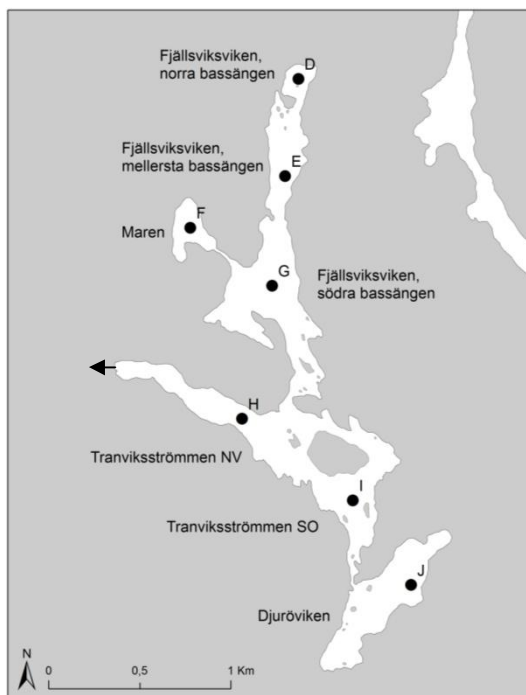 Fjällsviksviken,
norra bassängen
D
Fjällsviksviken,
mellersta bassängen
E
F
Maren
G
Fjällsviksviken,
södra bassängen
H
Tranviksströmmen NV
I
Tranviksströmmen SO
J
Djuröviken
N
0 0,5 1 Km